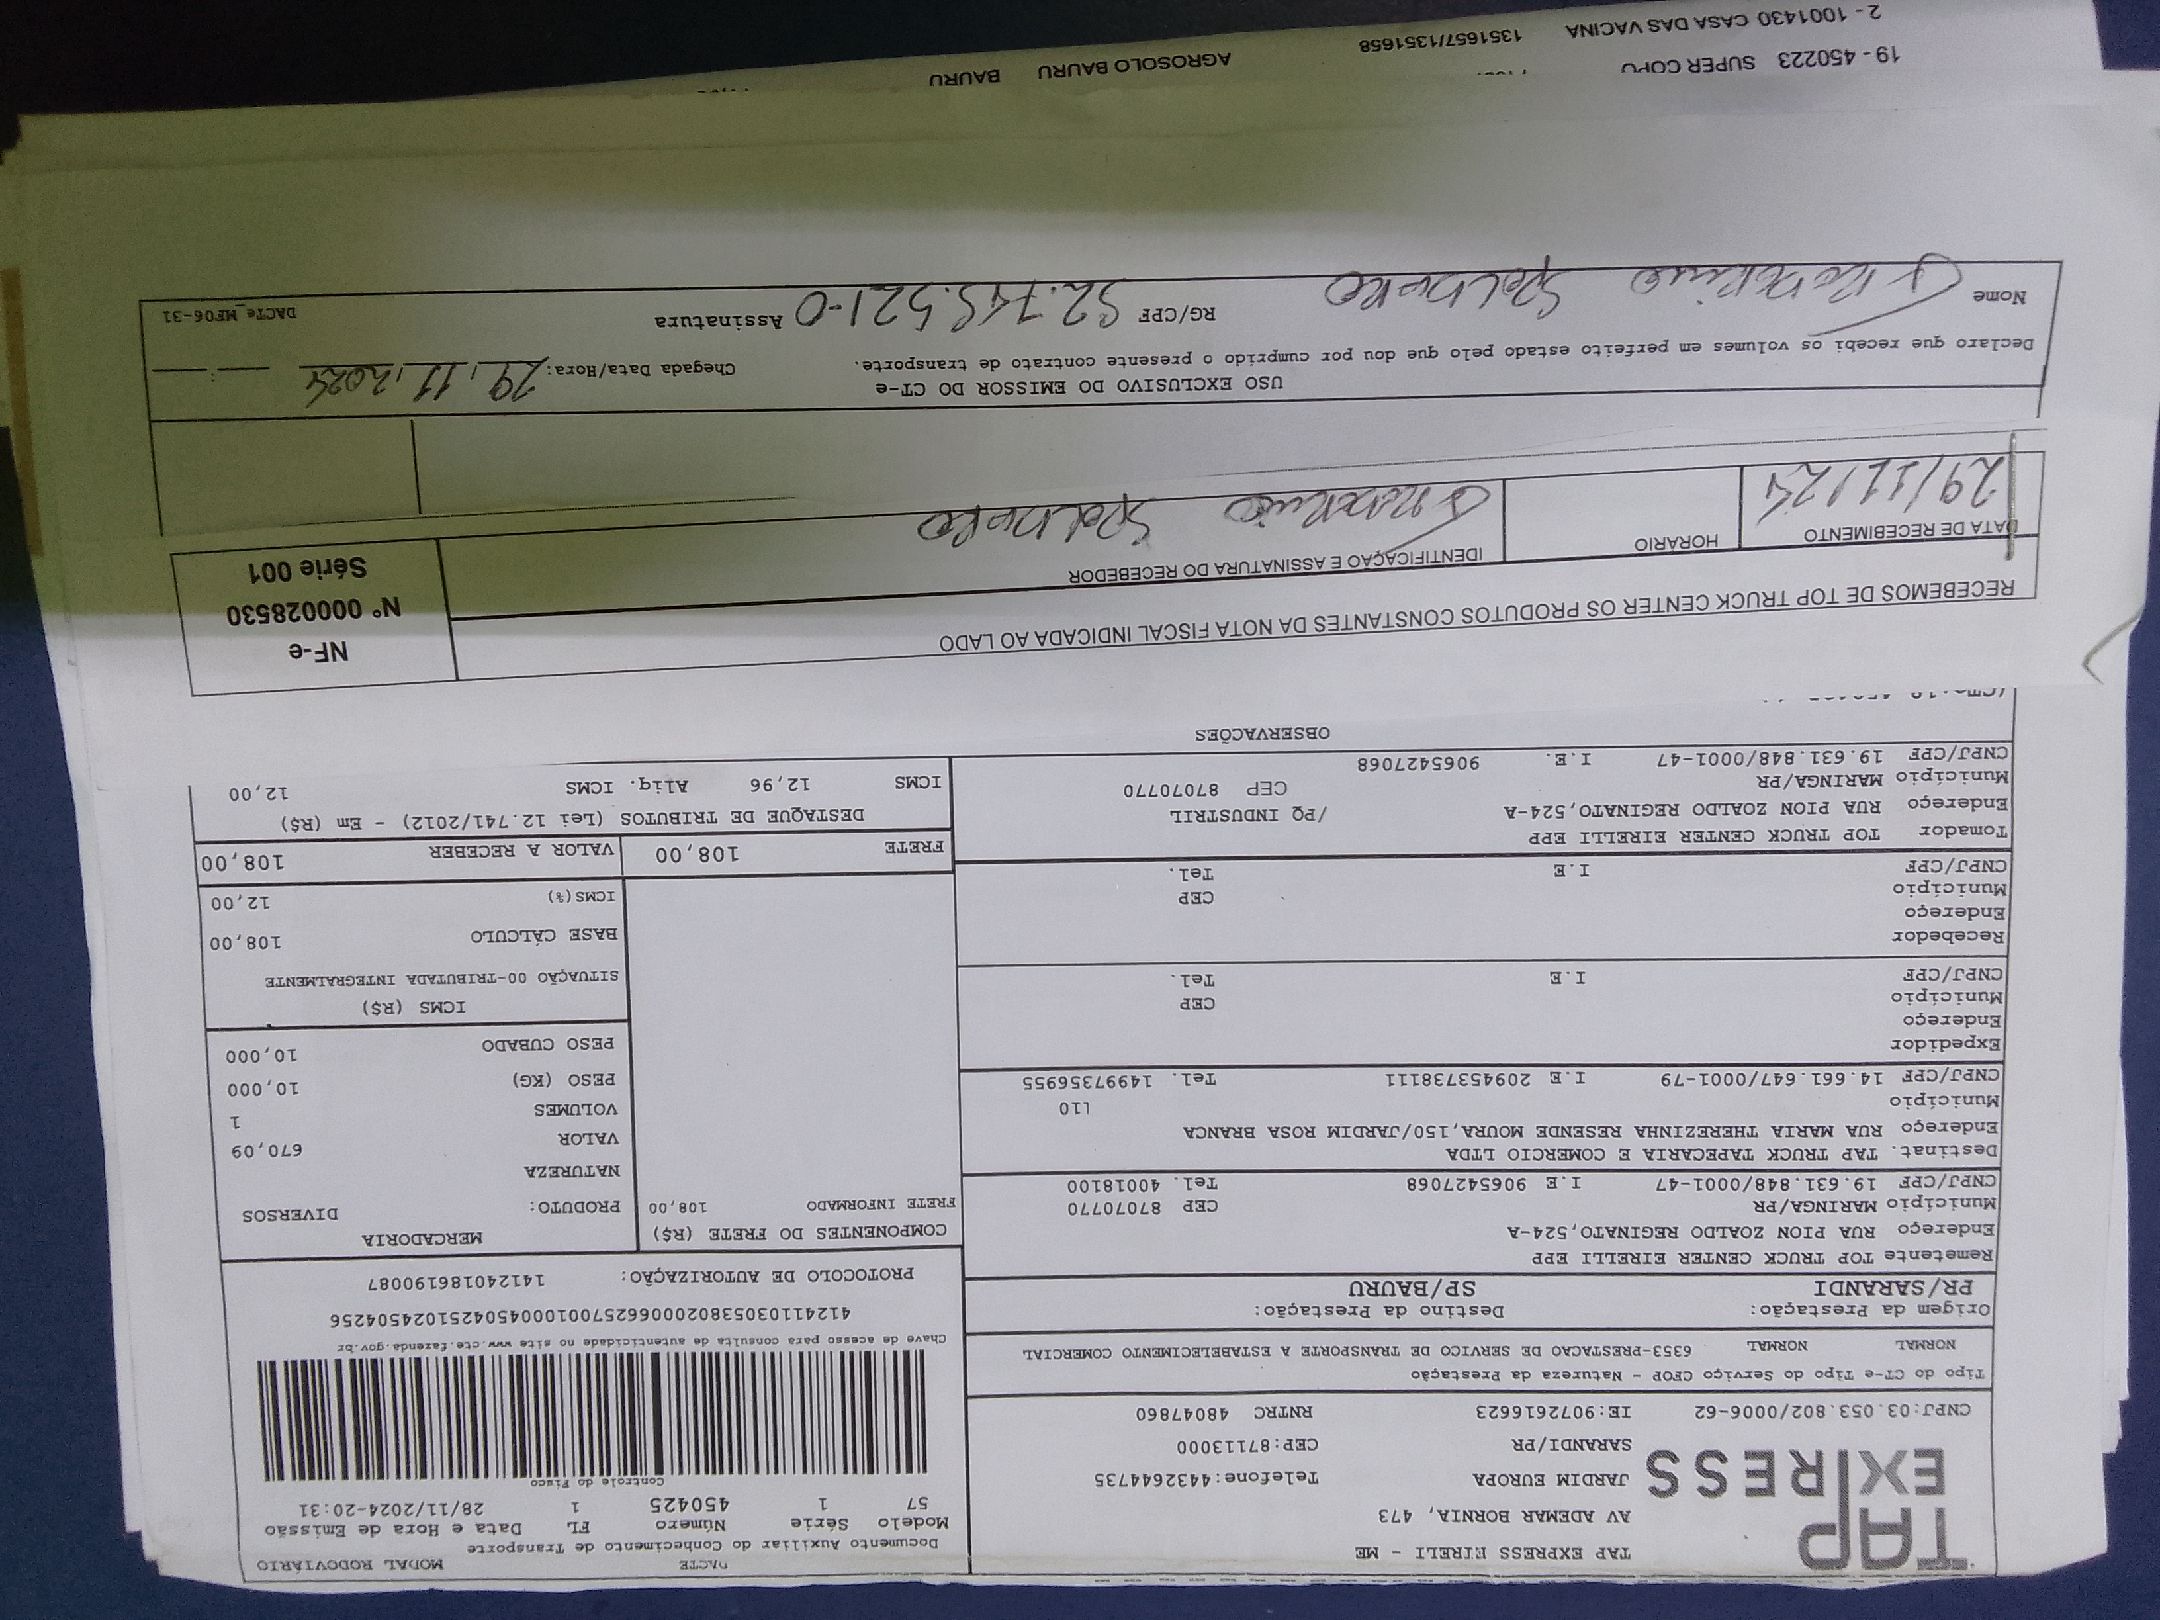 TAP
EXPRESS
TAP EXPRESS EIRELI - ME
AV ADEMAR BORNIA, 473
JARDIM EUROPA Telefone:4432644735
SARANDI/PR CEP:87113000
CNPJ:03.053.802/0006-62 IE:9072616623 RNTRC 48047860
DACTE MODAL RODOVIÁRIO
Documento Auxiliar do Conhecimento de Transporte
Modelo Série Número FL Data e Hora de Emissão
57 1 450425 1 28/11/2024-20:31
Controle do Fisco
Chave de acesso para consulta de autenticidade no site www.cte.fazenda.gov.br
PROTOCOLO DE AUTORIZAÇÃO: 141240186190087
Tipo do CT-e Tipo do Serviço CFOP - Natureza da Prestação
NORMAL NORMAL 6353-PRESTACAO DE SERVICO DE TRANSPORTE A ESTABELECIMENTO COMERCIAL
Origem da Prestação: Destino da Prestação:
PR/SARANDI SP/BAURU
Remetente TOP TRUCK CENTER EIRELLI EPP
Endereço RUA PION ZOALDO REGINATO,524-A
Município MARINGA/PR CEP 87070770
CNPJ/CPF 19.631.848/0001-47 I.E 9065427068 Tel. 40018100
Destinat. TAP TRUCK TAPECARIA E COMERCIO LTDA
Endereço RUA MARIA THEREZINHA RESENDE MOURA,150/JARDIM ROSA BRANCA
Município L10
CNPJ/CPF 14.661.647/0001-79 I.E 209453738111 Tel. 14997356955
Expedidor
Endereço
Município CEP
CNPJ/CPF I.E Tel.
Recebedor
Endereço
Município CEP
CNPJ/CPF I.E Tel.
Tomador TOP TRUCK CENTER EIRELLI EPP
Endereço RUA PION ZOALDO REGINATO,524-A /PQ INDUSTRIL
Município MARINGA/PR CEP 87070770
CNPJ/CPF 19.631.848/0001-47 I.E. 9065427068
COMPONENTES DO FRETE (R$)
FRETE INFORMADO 108,00
MERCADORIA
PRODUTO: DIVERSOS
NATUREZA
VALOR 670,09
VOLUMES 1
PESO (KG) 10,000
PESO CUBADO 10,000
ICMS (R$)
SITUAÇÃO 00-TRIBUTADA INTEGRALMENTE
BASE CÁLCULO 108,00
ICMS(%) 12,00
FRETE 108,00 VALOR A RECEBER 108,00
DESTAQUE DE TRIBUTOS (Lei 12.741/2012) - Em (R$)
ICMS 12,96 Aliq. ICMS 12,00
OBSERVAÇÕES
RECEBEMOS DE TOP TRUCK CENTER OS PRODUTOS CONSTANTES DA NOTA FISCAL INDICADA AO LADO
DATA DE RECEBIMENTO HORARIO IDENTIFICAÇÃO E ASSINATURA DO RECEBEDOR
29/11/24
NF-e
Nº 000028530
Série 001
USO EXCLUSIVO DO EMISSOR DO CT-e
Declaro que recebi os volumes em perfeito estado pelo que dou por cumprido o presente contrato de transporte.
Chegada Data/Hora: 29,11,2024
Nome RG/CPF Assinatura
DACTe_MF06-31
19 - 450223 SUPER COPO AGROSOLO BAURU BAURU
2 - 1001430 CASA DAS VACINA 1351657/1351658